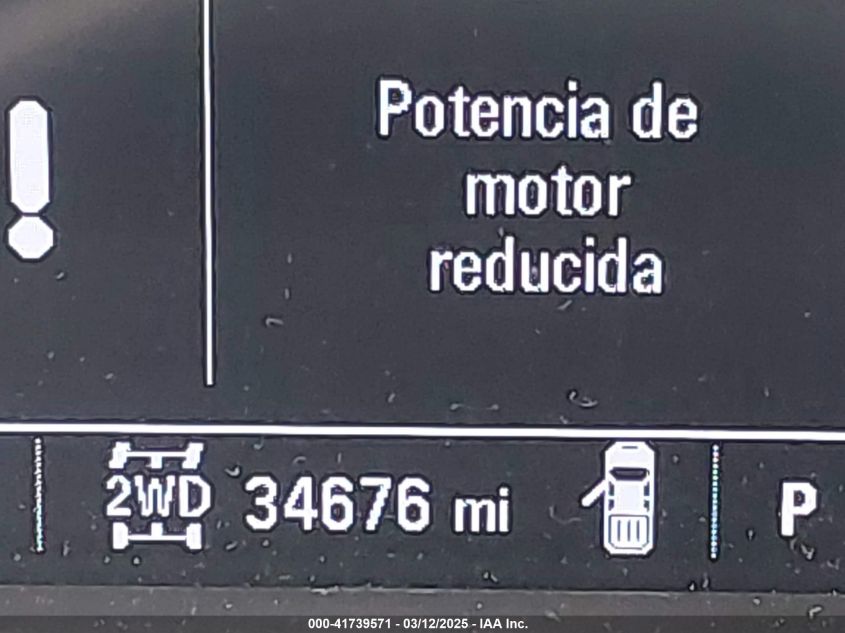 Potencia de
motor
reducida
2WD 34676 mi P
000-41739571 - 03/12/2025 - IAA Inc.